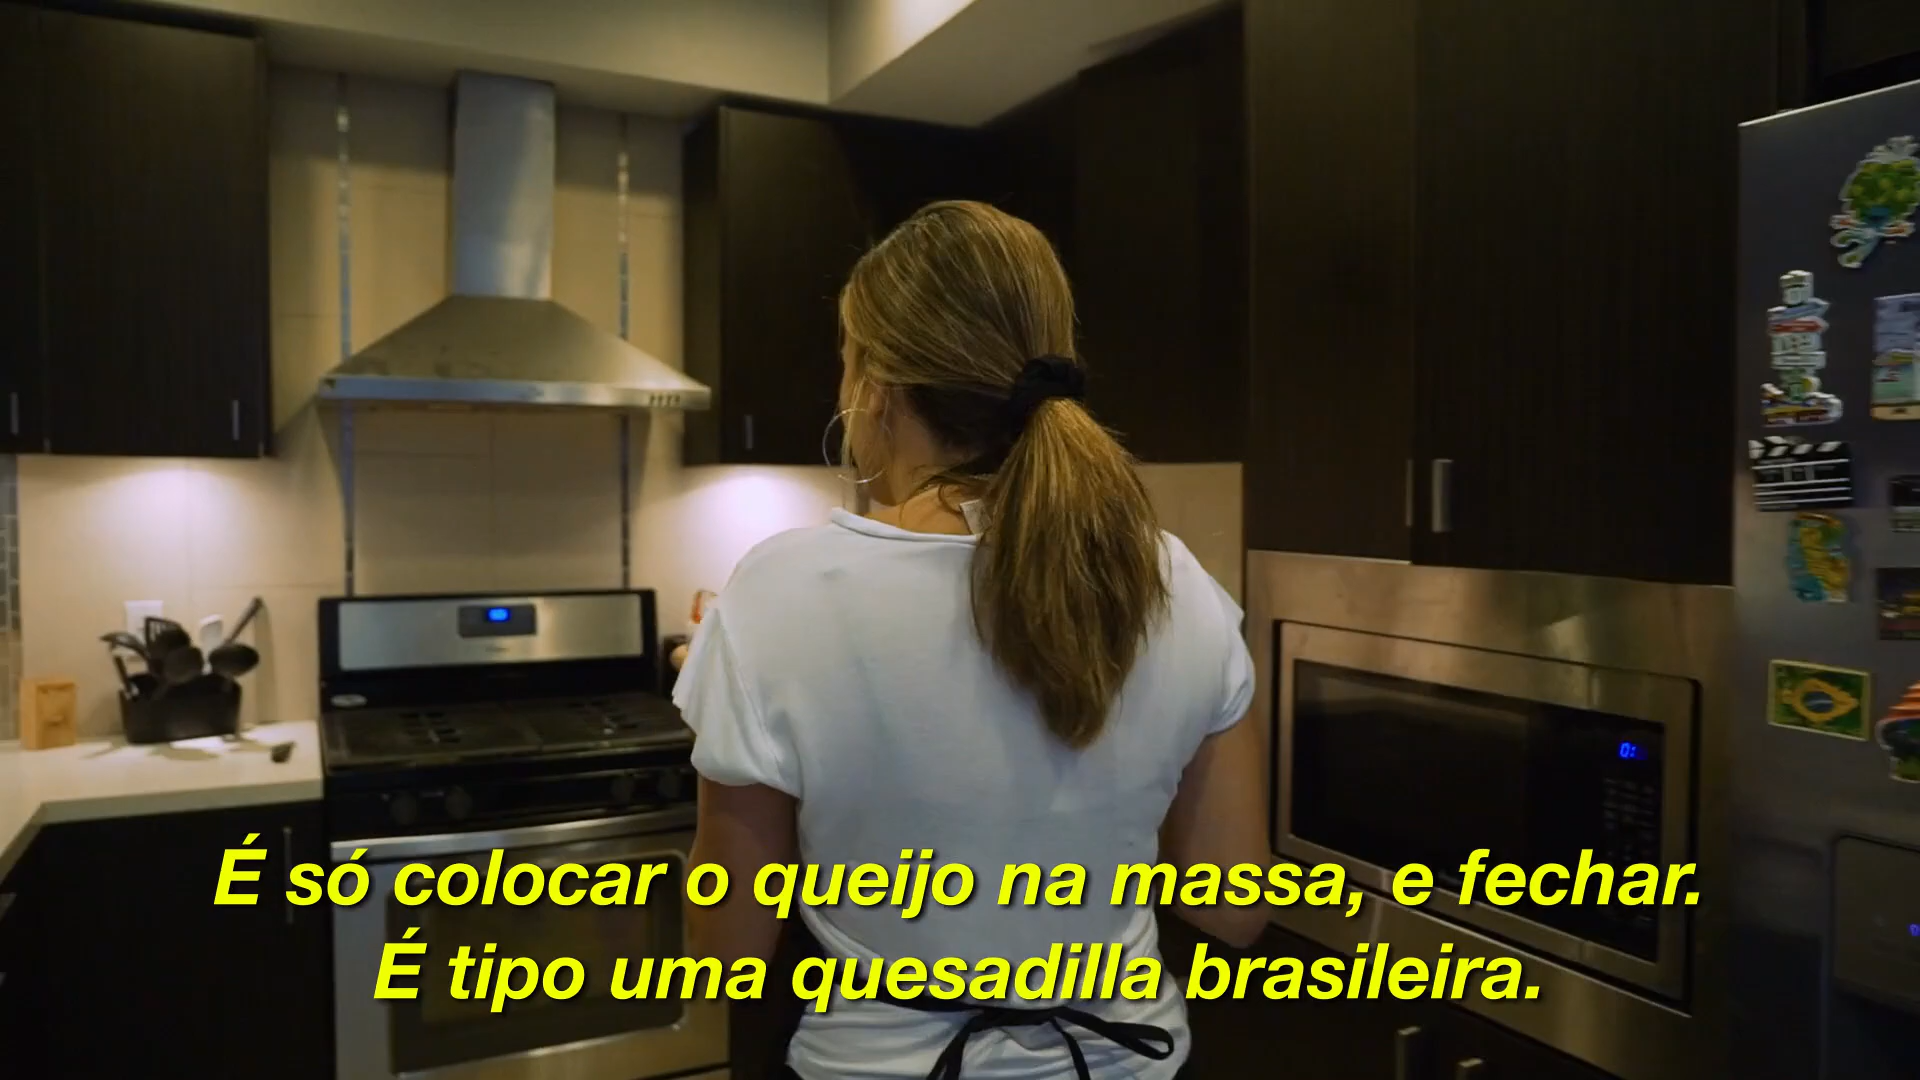 É só colocar o queijo na massa, e fechar.
É tipo uma quesadilla brasileira.